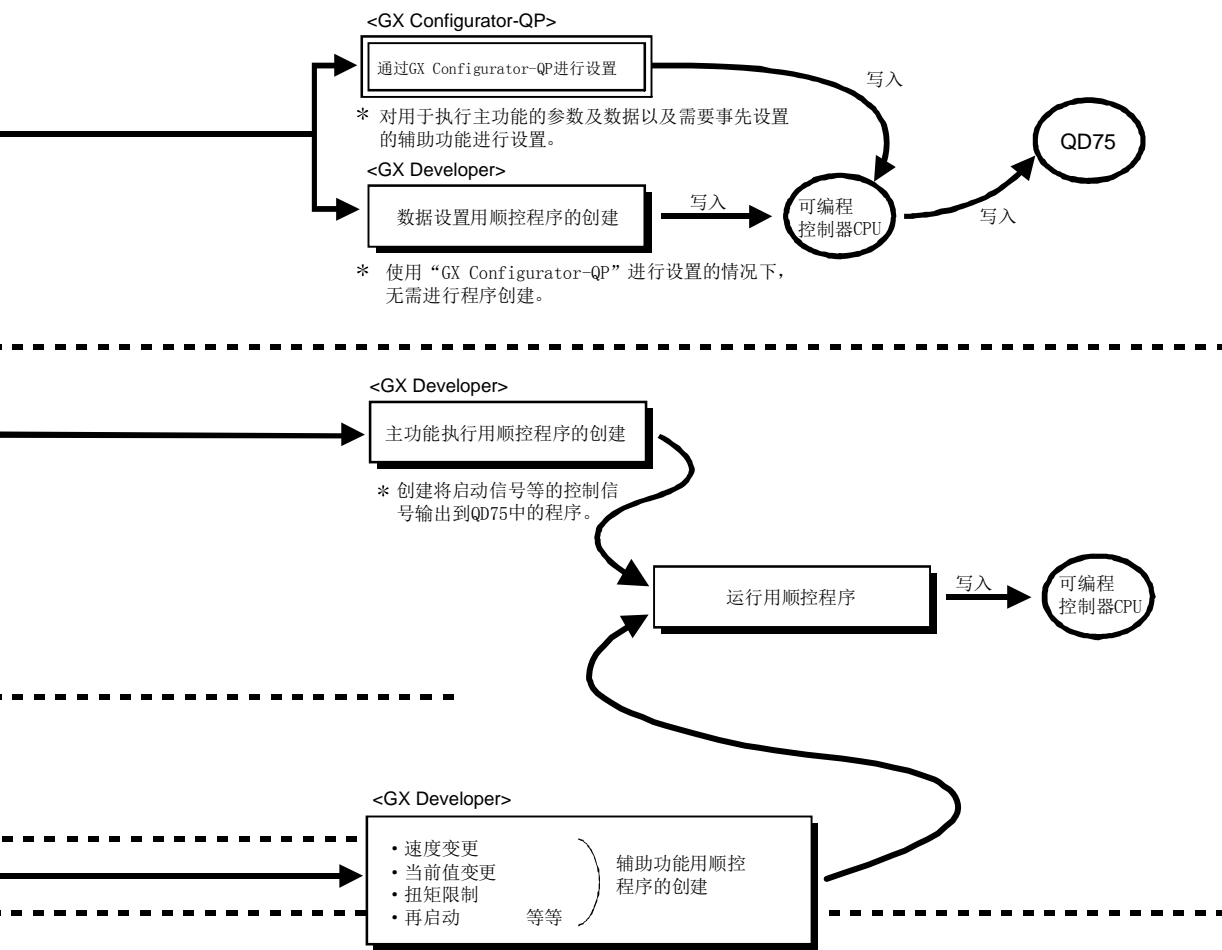 <GX Configurator-QP>
通过GX Configurator-QP进行设置
写入
* 对用于执行主功能的参数及数据以及需要事先设置
的辅助功能进行设置。
QD75
<GX Developer>
数据设置用顺控程序的创建
写入
可编程
控制器CPU
写入
* 使用“GX Configurator-QP”进行设置的情况下,
无需进行程序创建。
<GX Developer>
主功能执行用顺控程序的创建
* 创建将启动信号等的控制信
号输出到QD75中的程序。
运行用顺控程序
写入
可编程
控制器CPU
<GX Developer>
・速度变更
・当前值变更
・扭矩限制
・再启动 等等
辅助功能用顺控
程序的创建